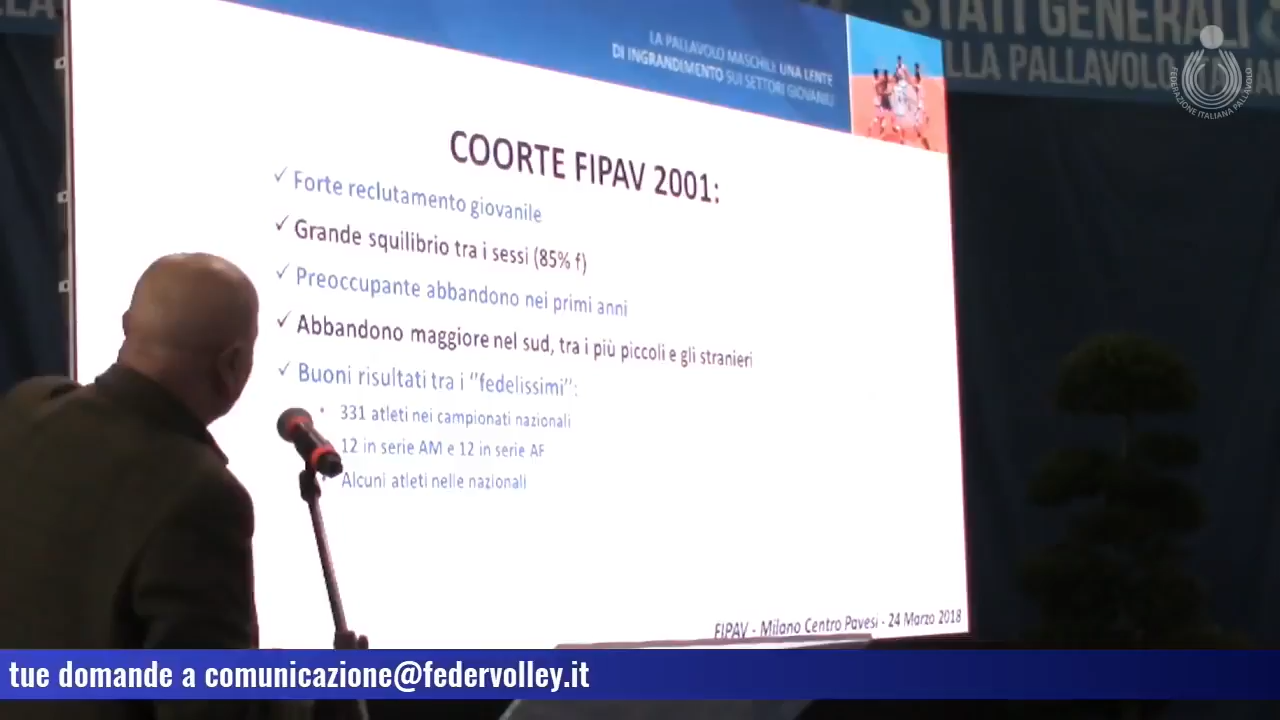 STATI GENERALI
LLA PALLAVOLO
FEDERAZIONE ITALIANA PALLAVOLO
LA PALLAVOLO MASCHILE: UNA LENTE
DI INGRANDIMENTO SUI SETTORI GIOVANILI
COORTE FIPAV 2001:
✓ Forte reclutamento giovanile
✓ Grande squilibrio tra i sessi (85% f)
✓ Preoccupante abbandono nei primi anni
✓ Abbandono maggiore nel sud, tra i più piccoli e gli stranieri
✓ Buoni risultati tra i ‘‘fedelissimi’’:
• 331 atleti nei campionati nazionali
12 in serie AM e 12 in serie AF
Alcuni atleti nelle nazionali
FIPAV - Milano Centro Pavesi - 24 Marzo 2018
tue domande a comunicazione@federvolley.it